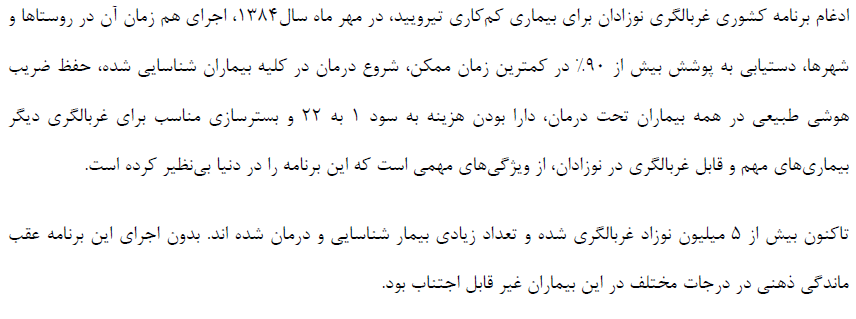 ادغام برنامه کشوری غربالگری نوزادان برای بیماری کم‌کاری تیرویید، در مهر ماه سال۱۳۸۴، اجرای هم زمان آن در روستاها و
شهرها، دستیابی به پوشش بیش از ۹۰٪ در کمترین زمان ممکن، شروع درمان در کلیه بیماران شناسایی شده، حفظ ضریب
هوشی طبیعی در همه بیماران تحت درمان، دارا بودن هزینه به سود ۱ به ۲۲ و بسترسازی مناسب برای غربالگری دیگر
بیماری‌های مهم و قابل غربالگری در نوزادان، از ویژگی‌های مهمی است که این برنامه را در دنیا بی‌نظیر کرده است.
تاکنون بیش از ۵ میلیون نوزاد غربالگری شده و تعداد زیادی بیمار شناسایی و درمان شده اند. بدون اجرای این برنامه عقب
ماندگی ذهنی در درجات مختلف در این بیماران غیر قابل اجتناب بود.